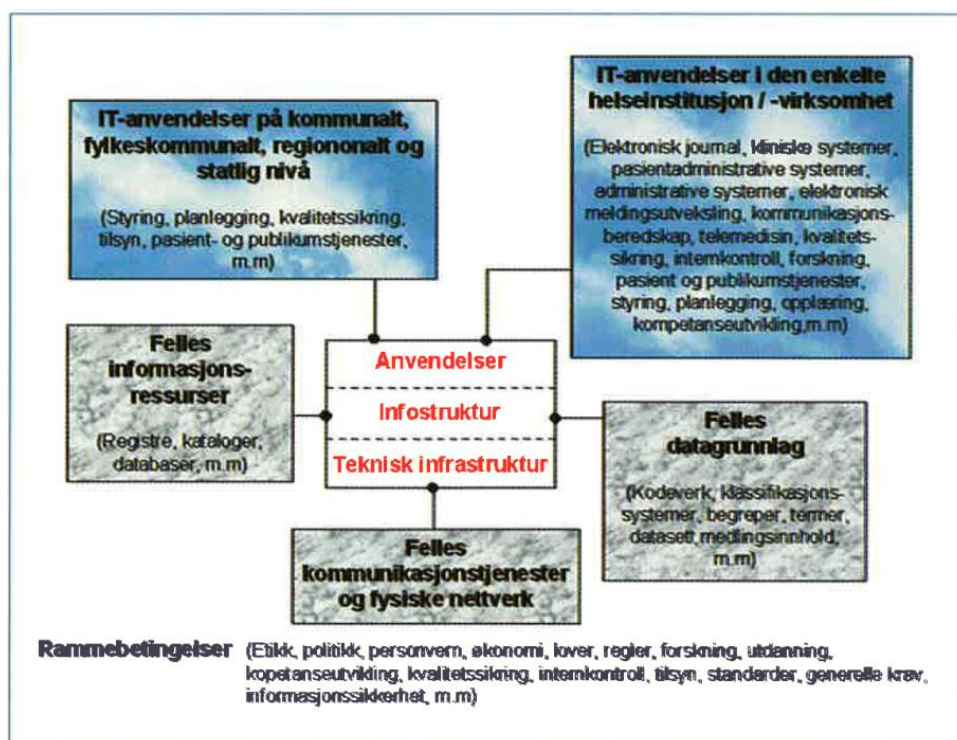 IT-anvendelser på kommunalt,
fylkeskommunalt, regiononalt og
statlig nivå
(Styring, planlegging, kvalitetssikring,
tilsyn, pasient- og publikumstjenester,
m.m)
IT-anvendelser i den enkelte
helseinstitusjon / -virksomhet
(Elektronisk journal, kliniske systemer,
pasientadministrative systemer,
administrative systemer, elektronisk
meldingsutveksling, kommunikasjons-
beredskap, telemedisin, kvalitets-
sikring, internkontroll, forskning,
pasient og publikumstjenester,
styring, planlegging, opplæring,
kompetanseutvikling,m.m)
Felles
informasjons-
ressurser
(Registre, kataloger,
databaser, m.m)
Anvendelser
Infostruktur
Teknisk infrastruktur
Felles
datagrunnlag
(Kodeverk, klassifikasjons-
systemer, begreper, termer,
datasett,medlingsinnhold,
m.m)
Felles
kommunikasjonstjenester
og fysiske nettverk
Rammebetingelser (Etikk, politikk, personvern, økonomi, lover, regler, forskning, utdanning,
kopetanseutvikling, kvalitetssikring, internkontroll, tilsyn, standarder, generelle krav,
informasjonssikkerhet, m.m)